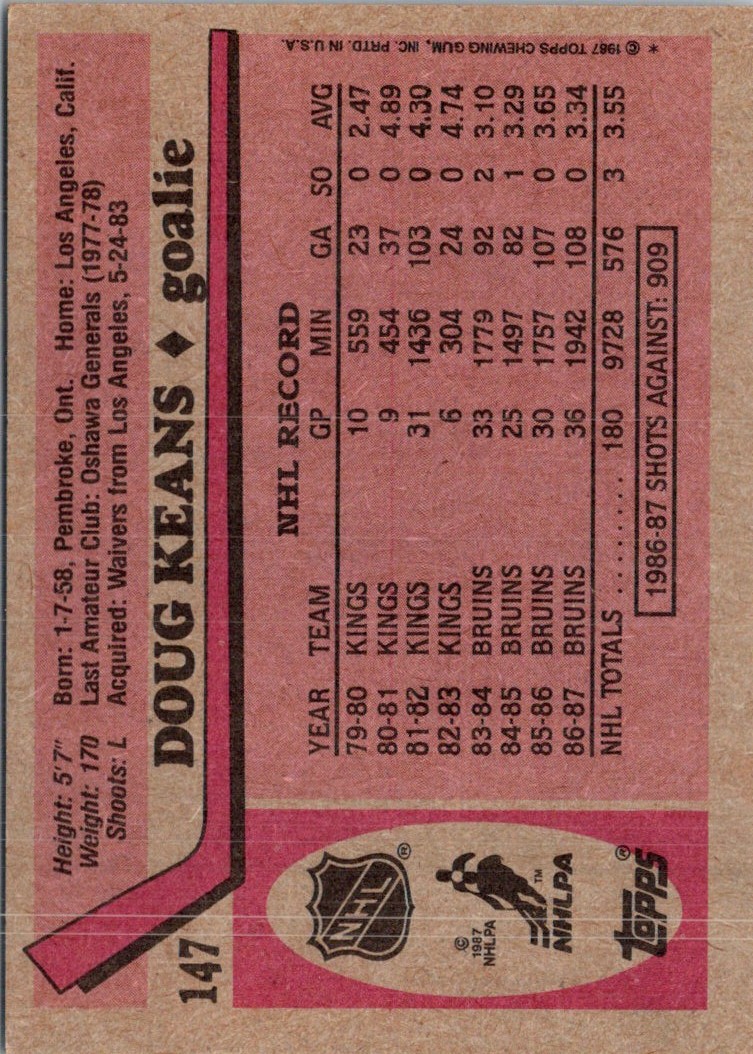 Height: 5'7" Born: 1-7-58, Pembroke, Ont. Home: Los Angeles, Calif.
Weight: 170 Last Amateur Club: Oshawa Generals (1977-78)
Shoots: L Acquired: Waivers from Los Angeles, 5-24-83
147 DOUG KEANS ♦ goalie
NHL RECORD
YEAR TEAM GP MIN GA SO AVG
79-80 KINGS 10 559 23 0 2.47
80-81 KINGS 9 454 37 0 4.89
81-82 KINGS 31 1436 103 0 4.30
82-83 KINGS 6 304 24 0 4.74
83-84 BRUINS 33 1779 92 2 3.10
84-85 BRUINS 25 1497 82 1 3.29
85-86 BRUINS 30 1757 107 0 3.65
86-87 BRUINS 36 1942 108 0 3.34
NHL TOTALS ........ 180 9728 576 3 3.55
1986-87 SHOTS AGAINST: 909
NHL ®
© 1987 NHLPA
NHLPA ™
TOPPS ®
* © 1987 TOPPS CHEWING GUM, INC. PRTD. IN U.S.A.